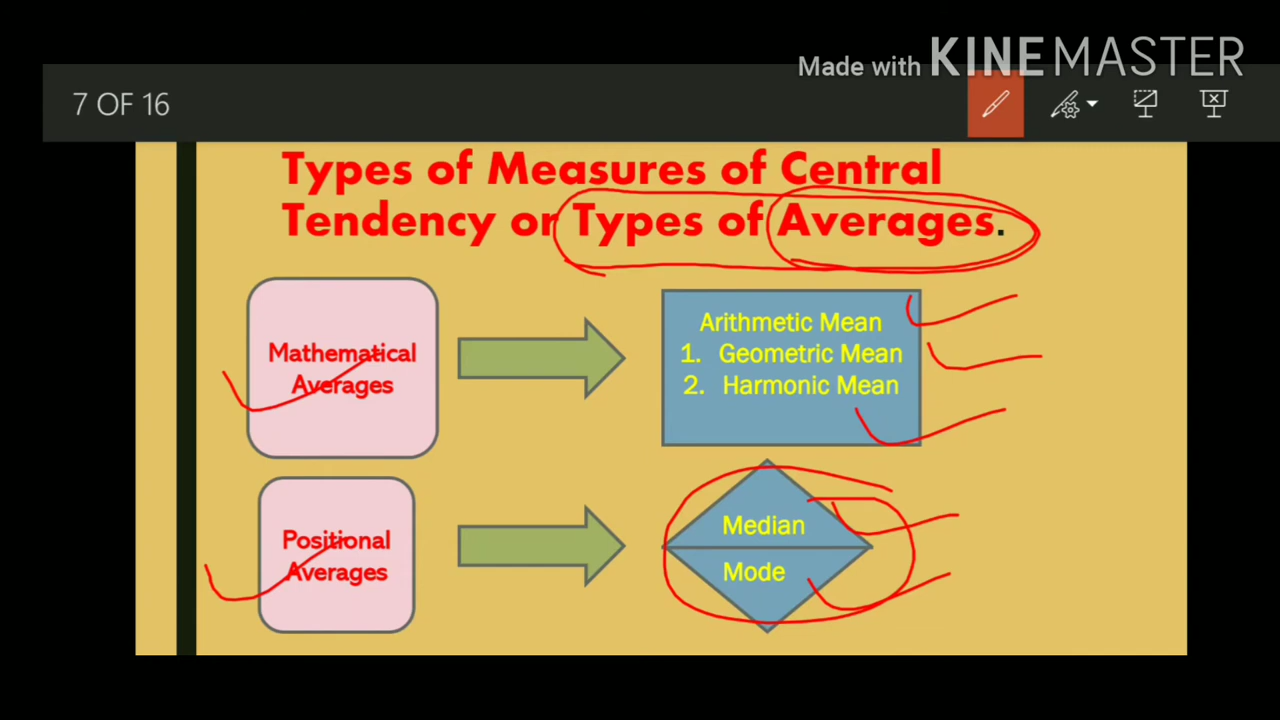 Made with KINEMASTER
7 OF 16
Types of Measures of Central
Tendency or Types of Averages.
Mathematical
Averages
Arithmetic Mean
1. Geometric Mean
2. Harmonic Mean
Positional
Averages
Median
Mode